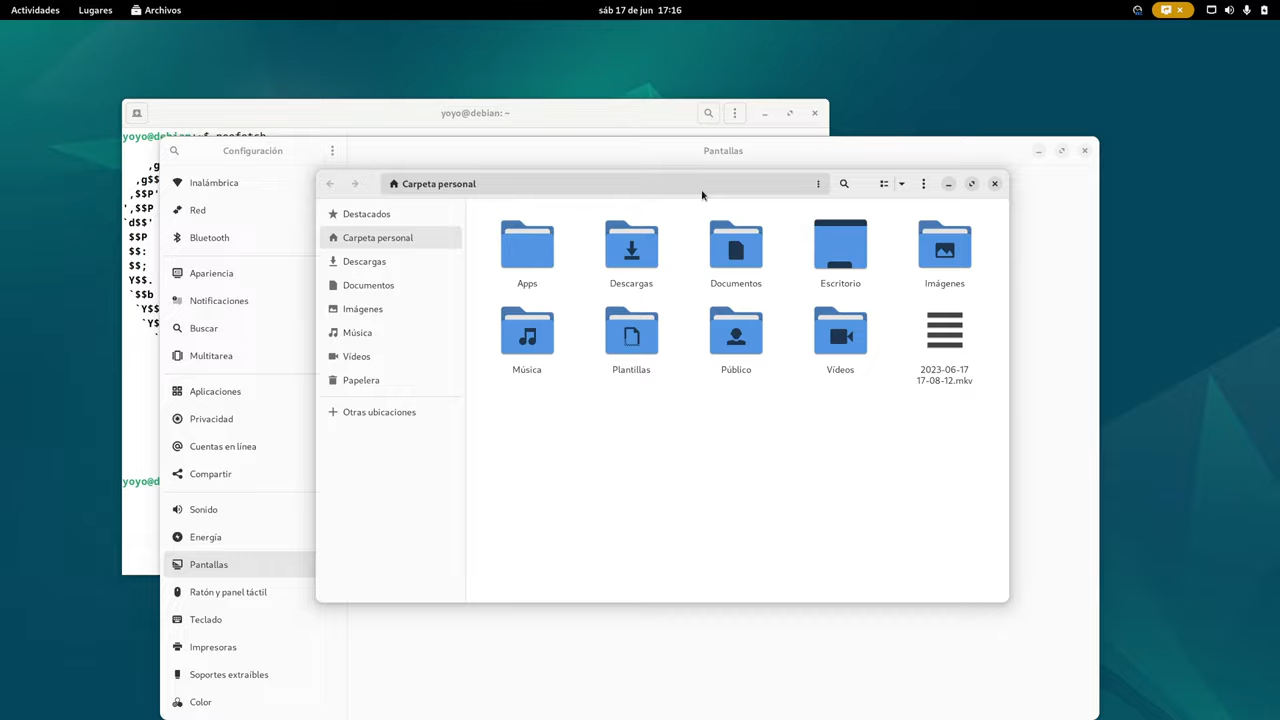 Actividades Lugares Archivos sáb 17 de jun 17:16
yoyo@debian: ~
Configuración Pantallas
Carpeta personal
Inalámbrica
Red
Bluetooth
Apariencia
Notificaciones
Buscar
Multitarea
Aplicaciones
Privacidad
Cuentas en línea
Compartir
Sonido
Energía
Pantallas
Ratón y panel táctil
Teclado
Impresoras
Soportes extraíbles
Color
Destacados
Carpeta personal
Descargas
Documentos
Imágenes
Música
Vídeos
Papelera
Otras ubicaciones
Apps Descargas Documentos Escritorio Imágenes
Música Plantillas Público Vídeos 2023-06-17
17-08-12.mkv
,g
,g$$
,$$P'
',$$P
`d$$'
$$P
$$:
$$;
Y$$.
`$$b
`Y$$
`Y
yoyo@d